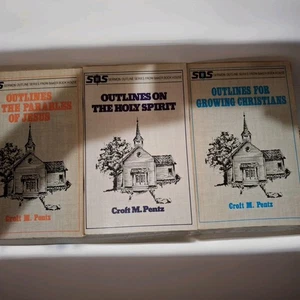 SOS
OUTLINES
THE PARABLES
OF JESUS
Croft M. Pentz
SOS
OUTLINES ON
THE HOLY SPIRIT
Croft M. Pentz
SOS
OUTLINES FOR
GROWING CHRISTIANS
Croft M. Pentz